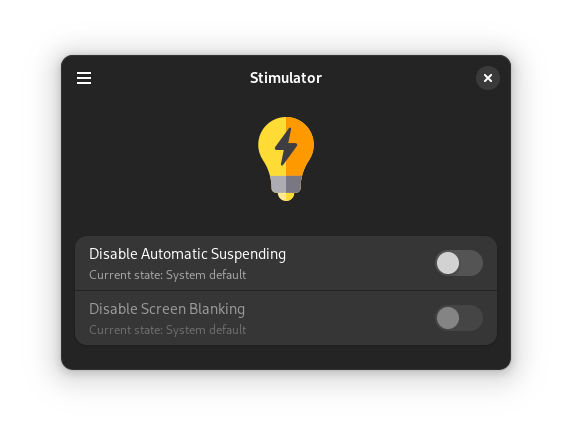 Stimulator
Disable Automatic Suspending
Current state: System default
Disable Screen Blanking
Current state: System default